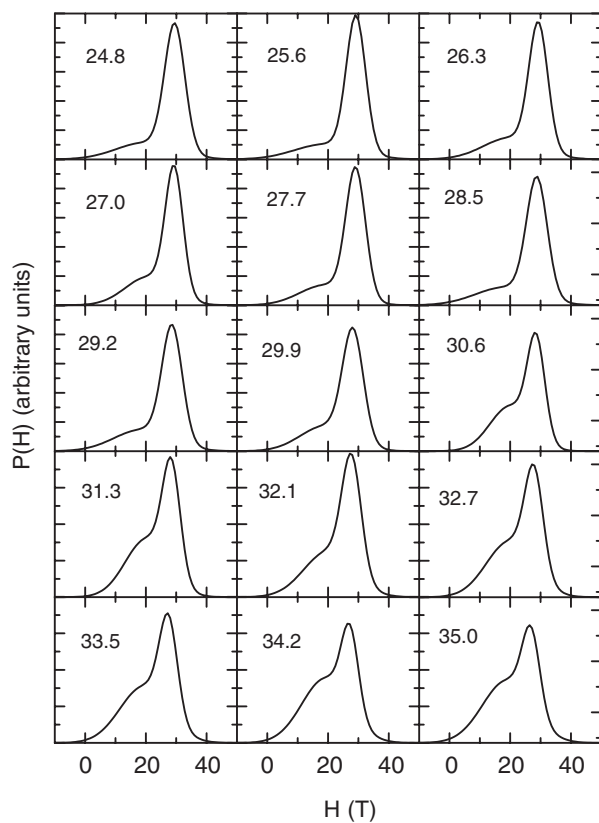 24.8 25.6 26.3
27.0 27.7 28.5
29.2 29.9 30.6
31.3 32.1 32.7
33.5 34.2 35.0
P(H) (arbitrary units)
0 20 40 0 20 40 0 20 40
H (T)